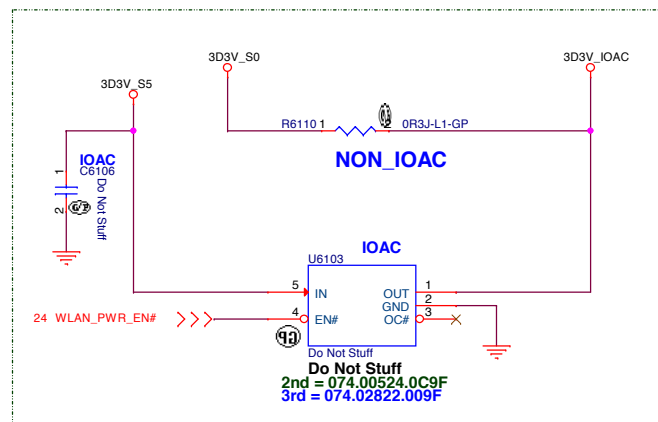 3D3V_S0
3D3V_IOAC
3D3V_S5
R6110 1
2
0R3J-L1-GP
NON_IOAC
1
IOAC
C6106
2
G/P
Do Not Stuff
IOAC
U6103
5 IN
OUT 1
GND 2
24 WLAN_PWR_EN#
4 EN#
OC# 3
GP
Do Not Stuff
Do Not Stuff
2nd = 074.00524.0C9F
3rd = 074.02822.009F